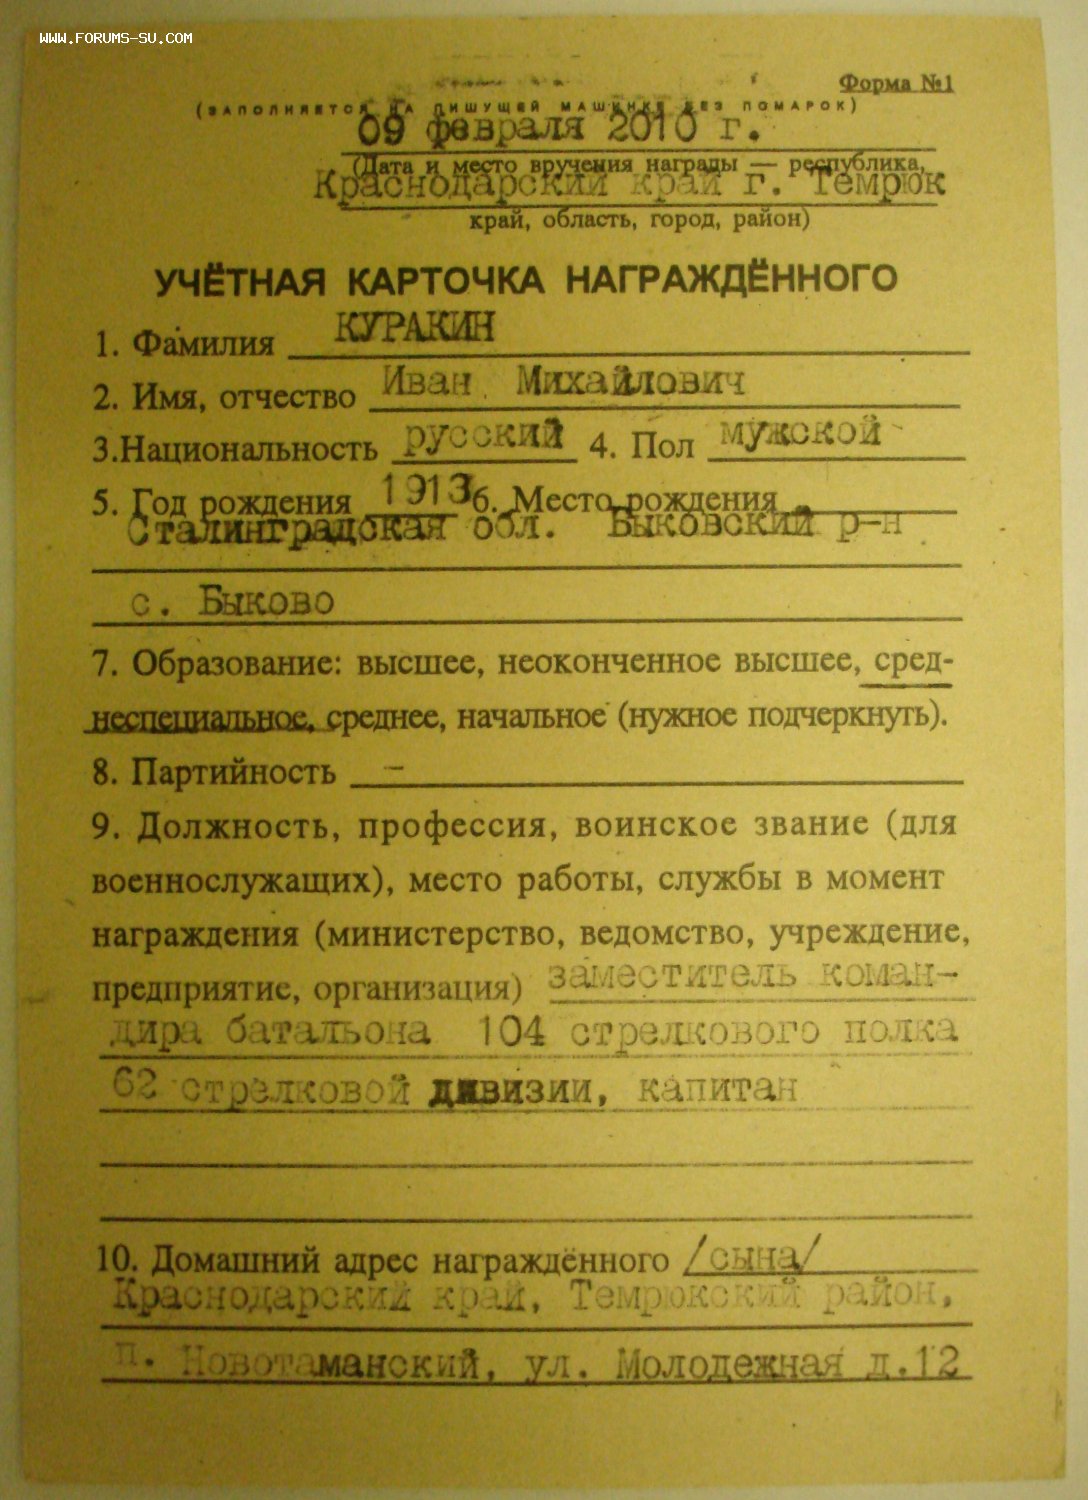 WWW.FORUMS-SU.COM
Форма №1
(ЗАПОЛНЯЕТСЯ НА ПИШУЩЕЙ МАШИНКЕ БЕЗ ПОМАРОК)
09 февраля 2010 г.
(Дата и место вручения награды — республика,
Краснодарский край г. Темрюк
край, область, город, район)
УЧЁТНАЯ КАРТОЧКА НАГРАЖДЁННОГО
1. Фамилия КУРАКИН
2. Имя, отчество Иван Михайлович
3.Национальность русский 4. Пол мужской
5. Год рождения 1913 6. Место рождения
Сталинградская обл. Быковский р-н
с. Быково
7. Образование: высшее, неоконченное высшее, сред-
неспециальное, среднее, начальное (нужное подчеркнуть).
8. Партийность –
9. Должность, профессия, воинское звание (для
военнослужащих), место работы, службы в момент
награждения (министерство, ведомство, учреждение,
предприятие, организация) заместитель коман-
дира батальона 104 стрелкового полка
62 стрелковой дивизии, капитан
10. Домашний адрес награждённого /сына/
Краснодарский край, Темрюкский район,
п. Новотаманский, ул. Молодежная д.12